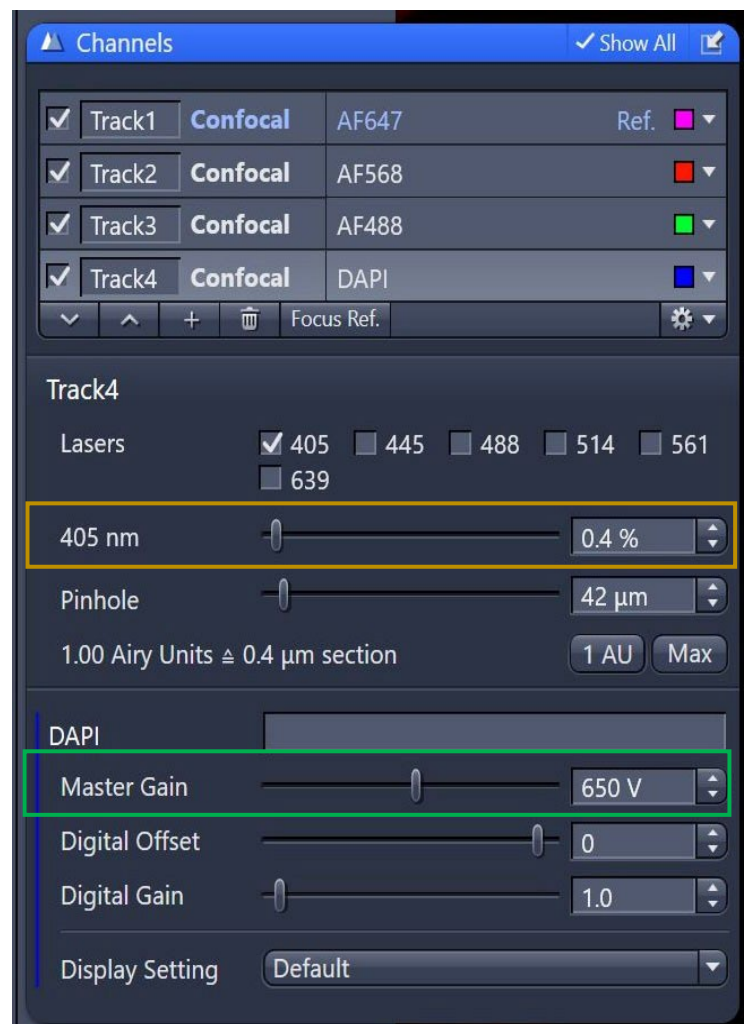 Channels Show All
Track1 Confocal AF647 Ref.
Track2 Confocal AF568
Track3 Confocal AF488
Track4 Confocal DAPI
+ Focus Ref.
Track4
Lasers 405 445 488 514 561
639
405 nm 0.4 %
Pinhole 42 µm
1.00 Airy Units ≙ 0.4 µm section 1 AU Max
DAPI
Master Gain 650 V
Digital Offset 0
Digital Gain 1.0
Display Setting Default